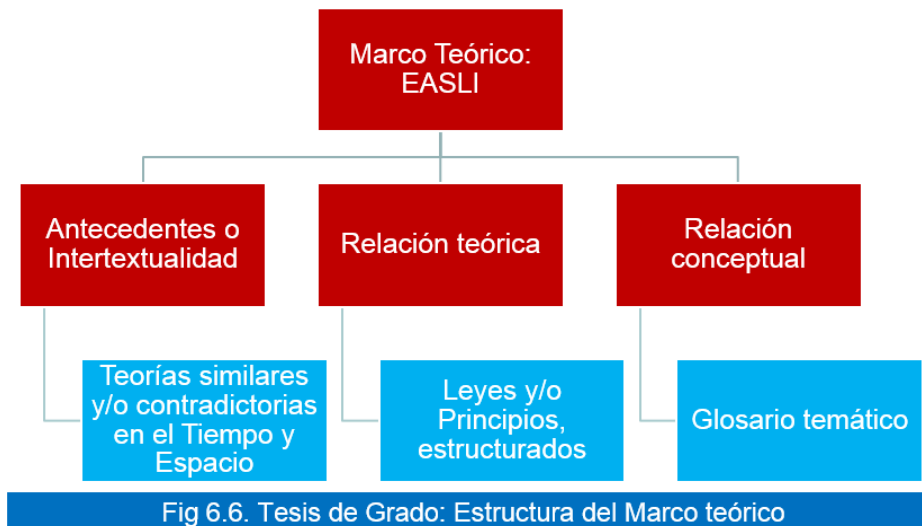 Marco Teórico:
EASLI
Antecedentes o
Intertextualidad
Relación teórica
Relación
conceptual
Teorías similares
y/o contradictorias
en el Tiempo y
Espacio
Leyes y/o
Principios,
estructurados
Glosario temático
Fig 6.6. Tesis de Grado: Estructura del Marco teórico